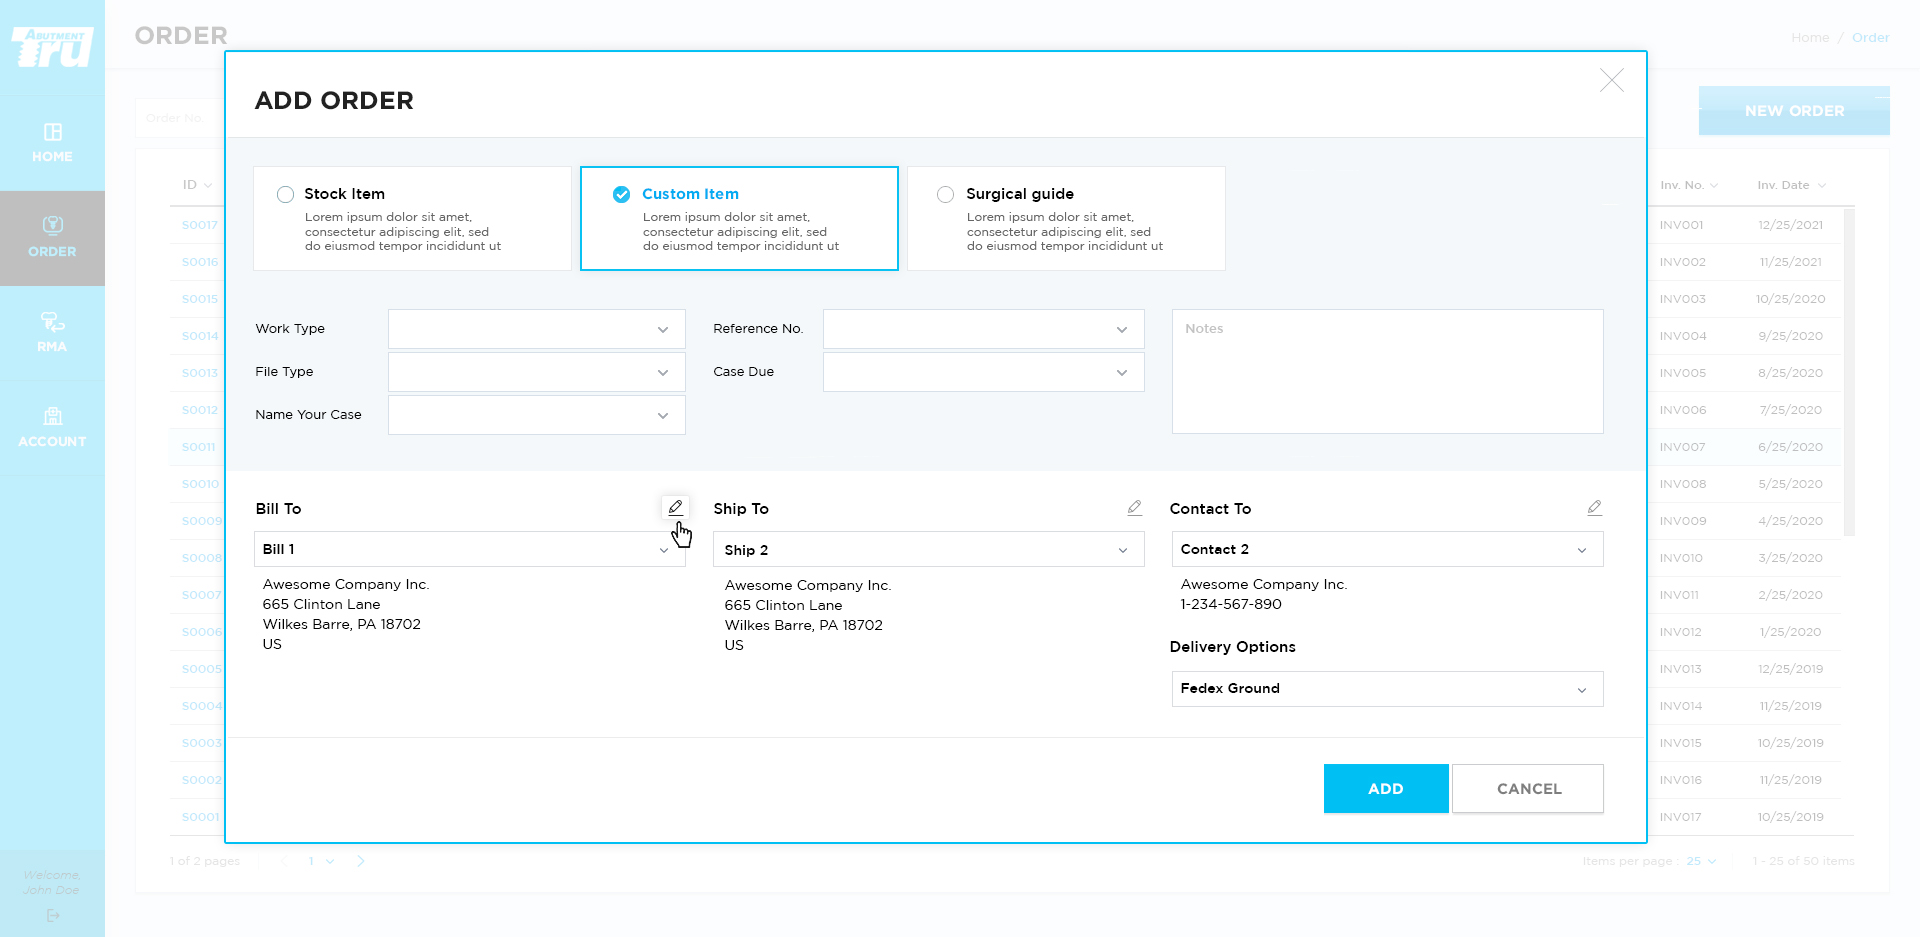 ABUTMENT
Tru
HOME
ORDER
RMA
ACCOUNT
Welcome,
John Doe
ORDER
Home / Order
Order No.
NEW ORDER
ID
Inv. No.
Inv. Date
S0017
INV001
12/25/2021
S0016
INV002
11/25/2021
S0015
INV003
10/25/2020
S0014
INV004
9/25/2020
S0013
INV005
8/25/2020
S0012
INV006
7/25/2020
S0011
INV007
6/25/2020
S0010
INV008
5/25/2020
S0009
INV009
4/25/2020
S0008
INV010
3/25/2020
S0007
INV011
2/25/2020
S0006
INV012
1/25/2020
S0005
INV013
12/25/2019
S0004
INV014
11/25/2019
S0003
INV015
10/25/2019
S0002
INV016
11/25/2019
S0001
INV017
10/25/2019
1 of 2 pages
1
Items per page : 25
1 - 25 of 50 items
ADD ORDER
Stock Item
Lorem ipsum dolor sit amet,
consectetur adipiscing elit, sed
do eiusmod tempor incididunt ut
Custom Item
Lorem ipsum dolor sit amet,
consectetur adipiscing elit, sed
do eiusmod tempor incididunt ut
Surgical guide
Lorem ipsum dolor sit amet,
consectetur adipiscing elit, sed
do eiusmod tempor incididunt ut
Work Type
File Type
Name Your Case
Reference No.
Case Due
Notes
Bill To
Bill 1
Awesome Company Inc.
665 Clinton Lane
Wilkes Barre, PA 18702
US
Ship To
Ship 2
Awesome Company Inc.
665 Clinton Lane
Wilkes Barre, PA 18702
US
Contact To
Contact 2
Awesome Company Inc.
1-234-567-890
Delivery Options
Fedex Ground
ADD
CANCEL